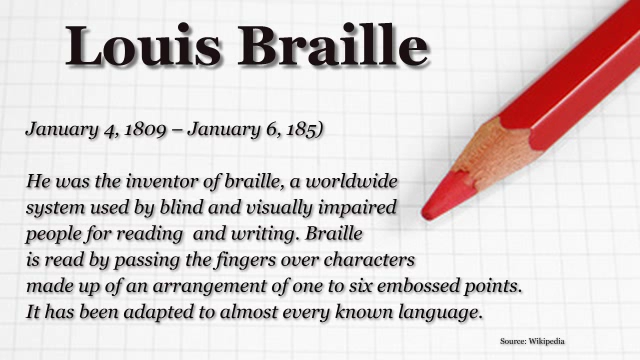 Louis Braille
January 4, 1809 – January 6, 185)
He was the inventor of braille, a worldwide
system used by blind and visually impaired
people for reading  and writing. Braille
is read by passing the fingers over characters
made up of an arrangement of one to six embossed points.
It has been adapted to almost every known language.
Source: Wikipedia